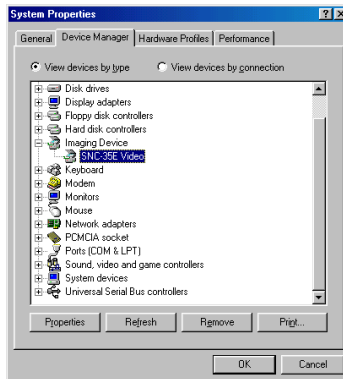 System Properties
General
Device Manager
Hardware Profiles
Performance
View devices by type
View devices by connection
Disk drives
Display adapters
Floppy disk controllers
Hard disk controllers
Imaging Device
SNC-35E Video
Keyboard
Modem
Monitors
Mouse
Network adapters
PCMCIA socket
Ports (COM & LPT)
Sound, video and game controllers
System devices
Universal Serial Bus controllers
Properties
Refresh
Remove
Print...
OK
Cancel